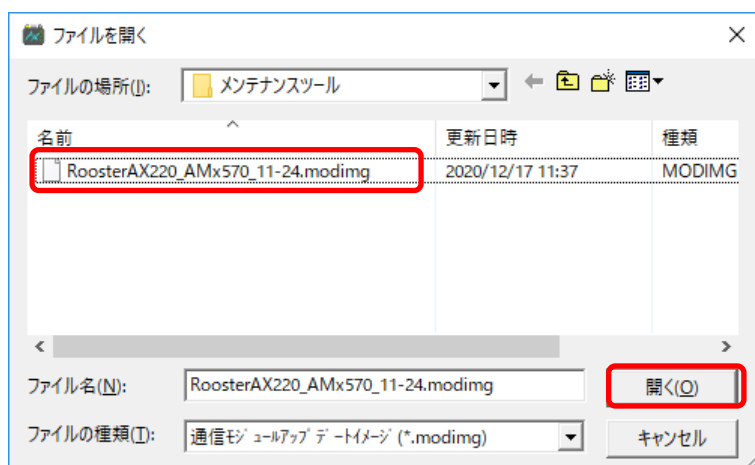 ファイルを開く
ファイルの場所(I): メンテナンスツール
名前 更新日時 種類
RoosterAX220_AMx570_11-24.modimg 2020/12/17 11:37 MODIMG
ファイル名(N): RoosterAX220_AMx570_11-24.modimg 開く(O)
ファイルの種類(T): 通信ﾓｼﾞｭｰﾙｱｯﾌﾟﾃﾞｰﾄｲﾒｰｼﾞ (*.modimg) キャンセル